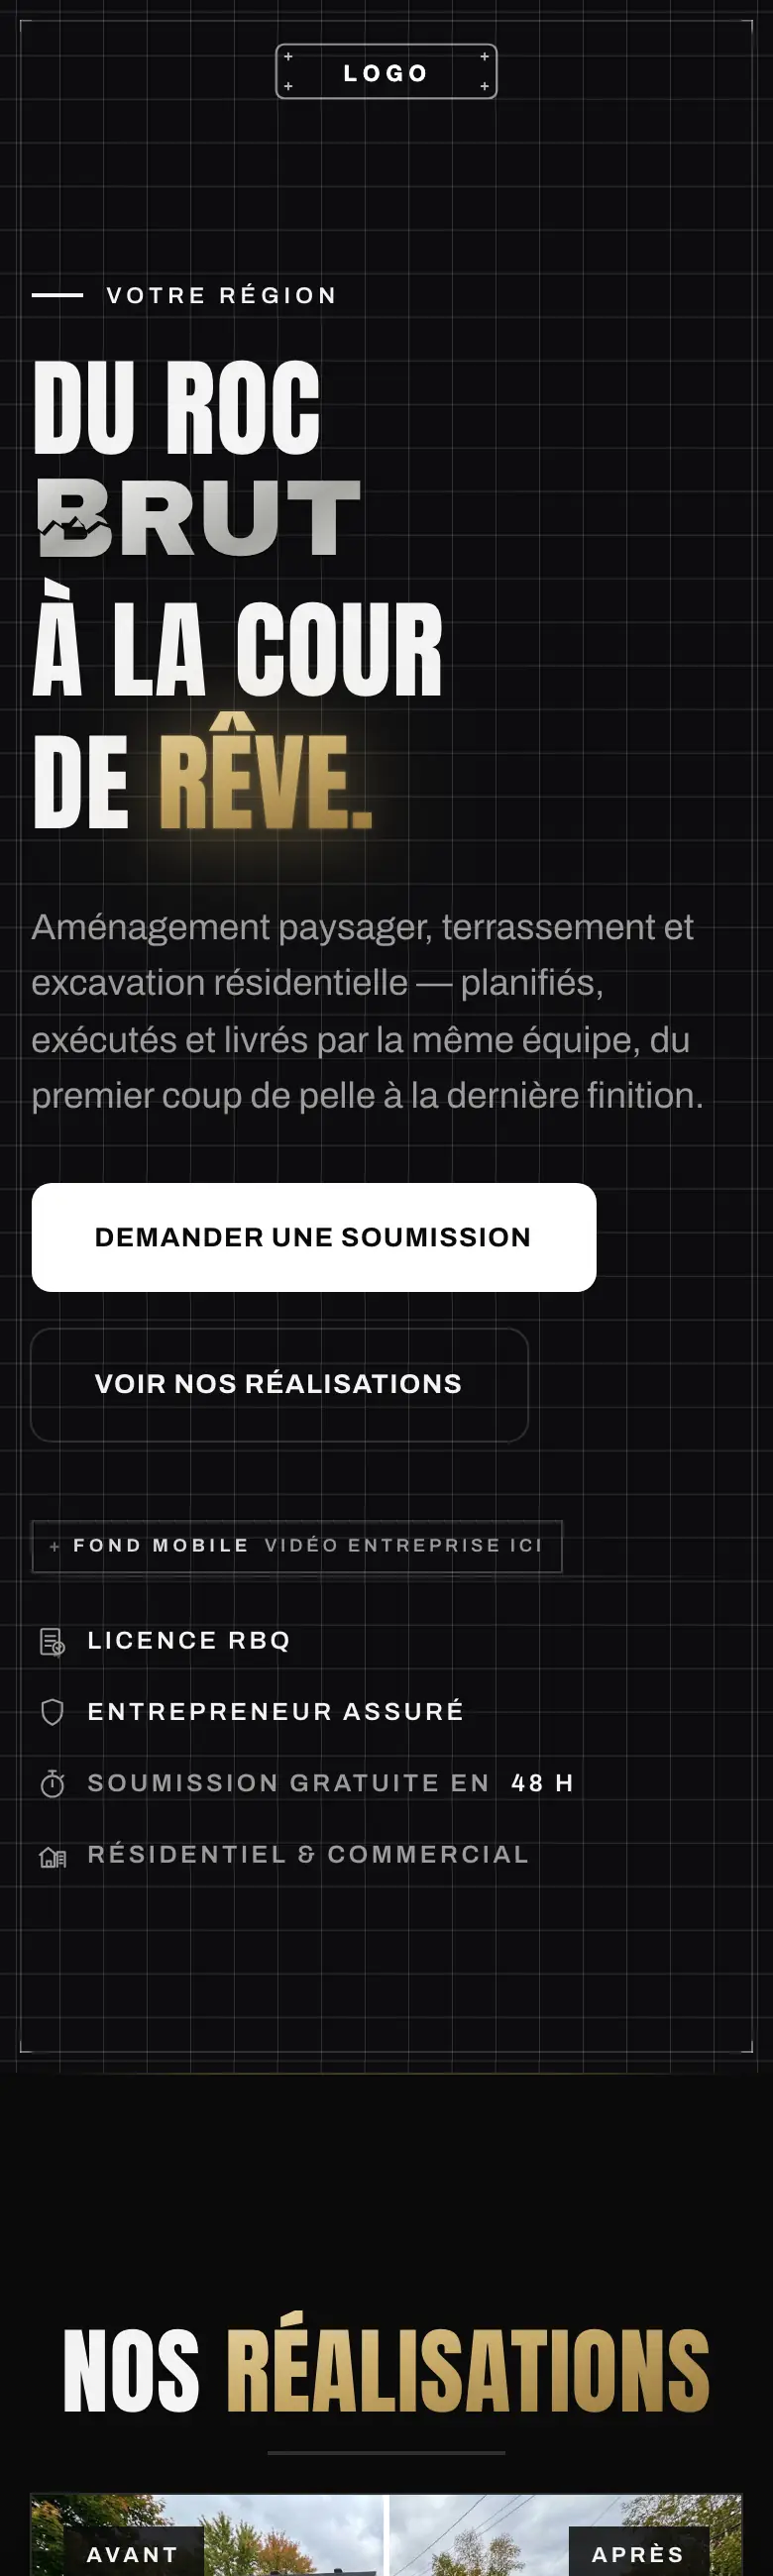 LOGO
VOTRE RÉGION
DU ROC
BRUT
À LA COUR
DE RÊVE.
Aménagement paysager, terrassement et
excavation résidentielle — planifiés,
exécutés et livrés par la même équipe, du
premier coup de pelle à la dernière finition.
DEMANDER UNE SOUMISSION
VOIR NOS RÉALISATIONS
+ FOND MOBILE VIDÉO ENTREPRISE ICI
LICENCE RBQ
ENTREPRENEUR ASSURÉ
SOUMISSION GRATUITE EN 48 H
RÉSIDENTIEL & COMMERCIAL
NOS RÉALISATIONS
AVANT
APRÈS